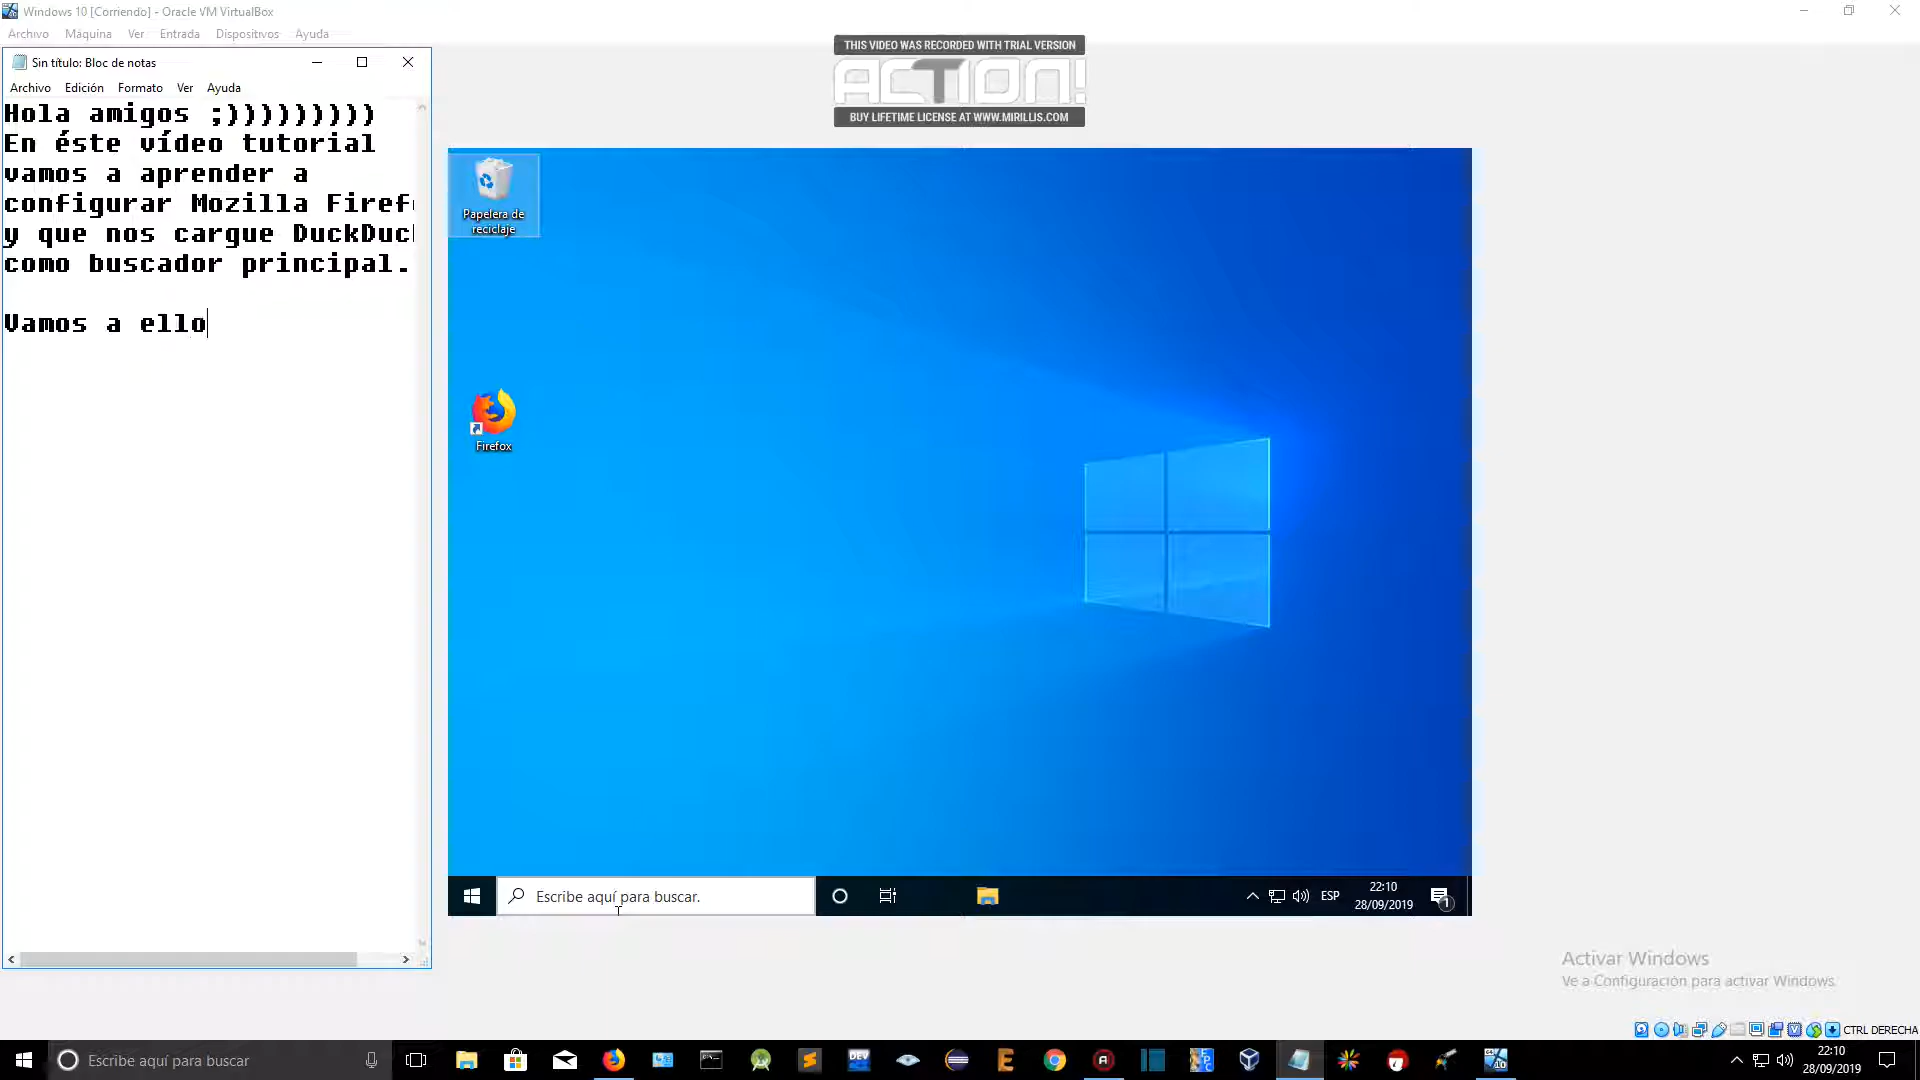 Windows 10 [Corriendo] - Oracle VM VirtualBox
Archivo Máquina Ver Entrada Dispositivos Ayuda
Sin título: Bloc de notas
Archivo Edición Formato Ver Ayuda
Hola amigos ;)))))))))
En éste vídeo tutorial
vamos a aprender a
configurar Mozilla Firef
y que nos cargue DuckDuc
como buscador principal.
Vamos a ello
THIS VIDEO WAS RECORDED WITH TRIAL VERSION
ACTION!
BUY LIFETIME LICENSE AT WWW.MIRILLIS.COM
Papelera de
reciclaje
Firefox
Escribe aquí para buscar.
ESP
22:10
28/09/2019
1
Activar Windows
Ve a Configuración para activar Windows.
CTRL DERECHA
Escribe aquí para buscar
DEV
22:10
28/09/2019